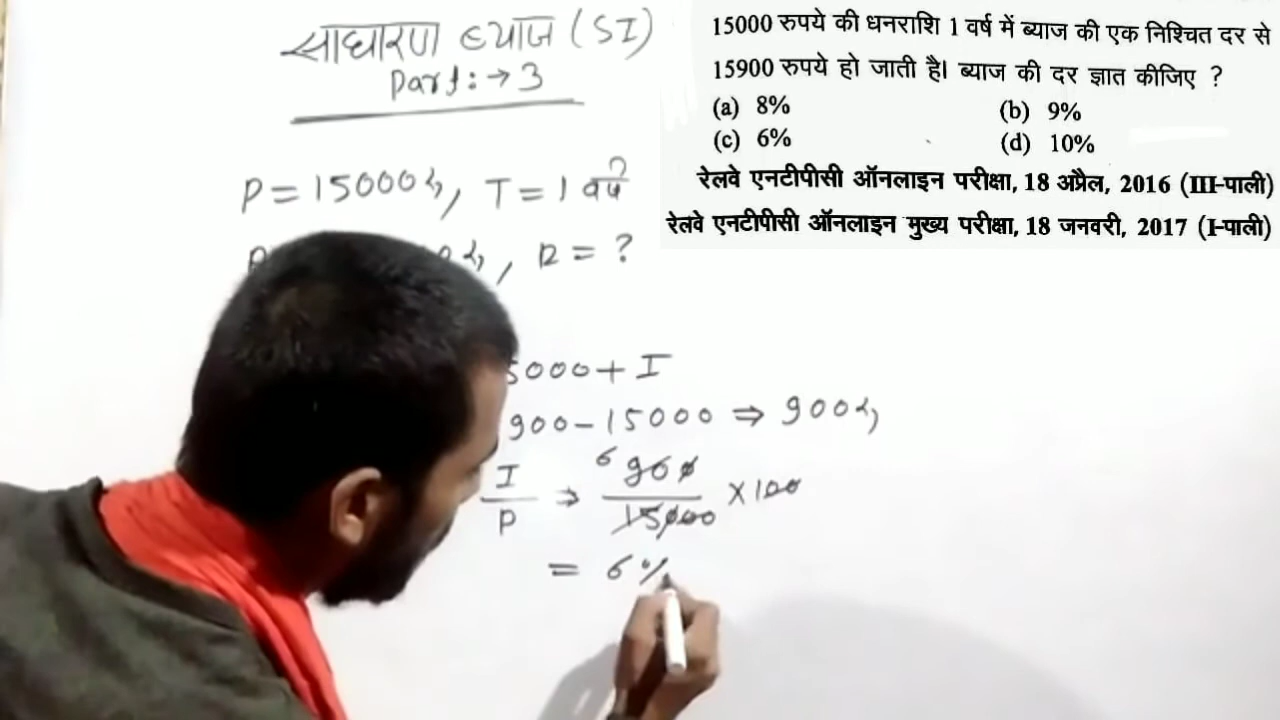 साधारण ब्याज (SI)
Part :→ 3
P = 15000रु, T = 1 वर्ष
रु, R = ?
5000 + I
900 – 15000 ⇒ 900रु
I/P ⇒ 6 900/15000 × 100
= 6%
15000 रुपये की धनराशि 1 वर्ष में ब्याज की एक निश्चित दर से
15900 रुपये हो जाती है। ब्याज की दर ज्ञात कीजिए ?
(a) 8% (b) 9%
(c) 6% (d) 10%
रेलवे एनटीपीसी ऑनलाइन परीक्षा, 18 अप्रैल, 2016 (III-पाली)
रेलवे एनटीपीसी ऑनलाइन मुख्य परीक्षा, 18 जनवरी, 2017 (I-पाली)